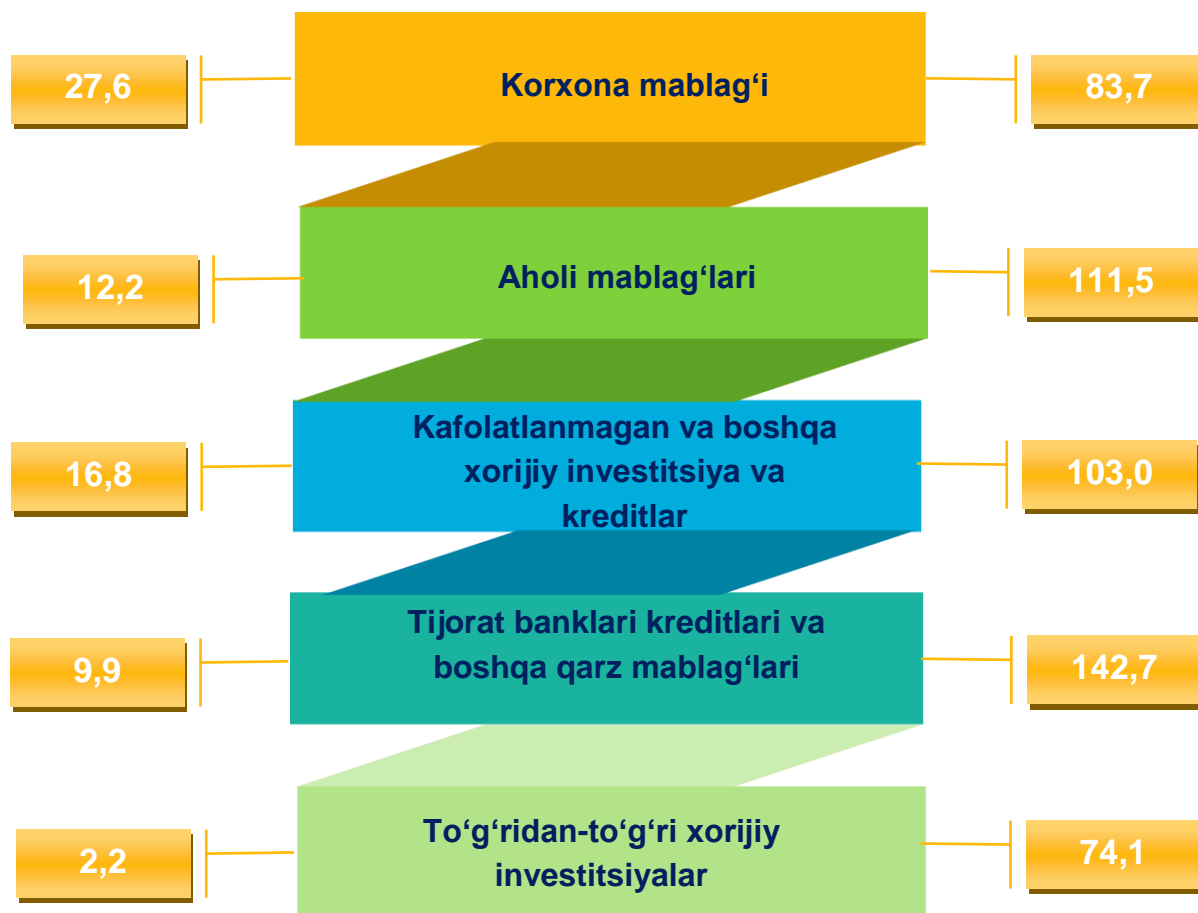 27,6
Korxona mablag‘i
83,7
12,2
Aholi mablag‘lari
111,5
16,8
Kafolatlanmagan va boshqa
xorijiy investitsiya va
kreditlar
103,0
9,9
Tijorat banklari kreditlari va
boshqa qarz mablag‘lari
142,7
2,2
To‘g‘ridan-to‘g‘ri xorijiy
investitsiyalar
74,1